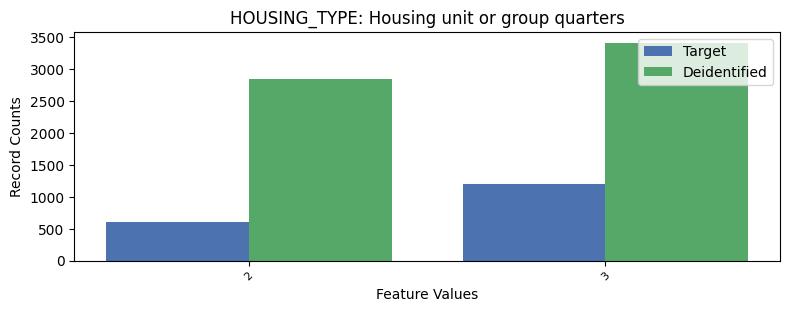 HOUSING_TYPE: Housing unit or group quarters
Target
Deidentified
Record Counts
3500
3000
2500
2000
1500
1000
500
0
2
3
Feature Values